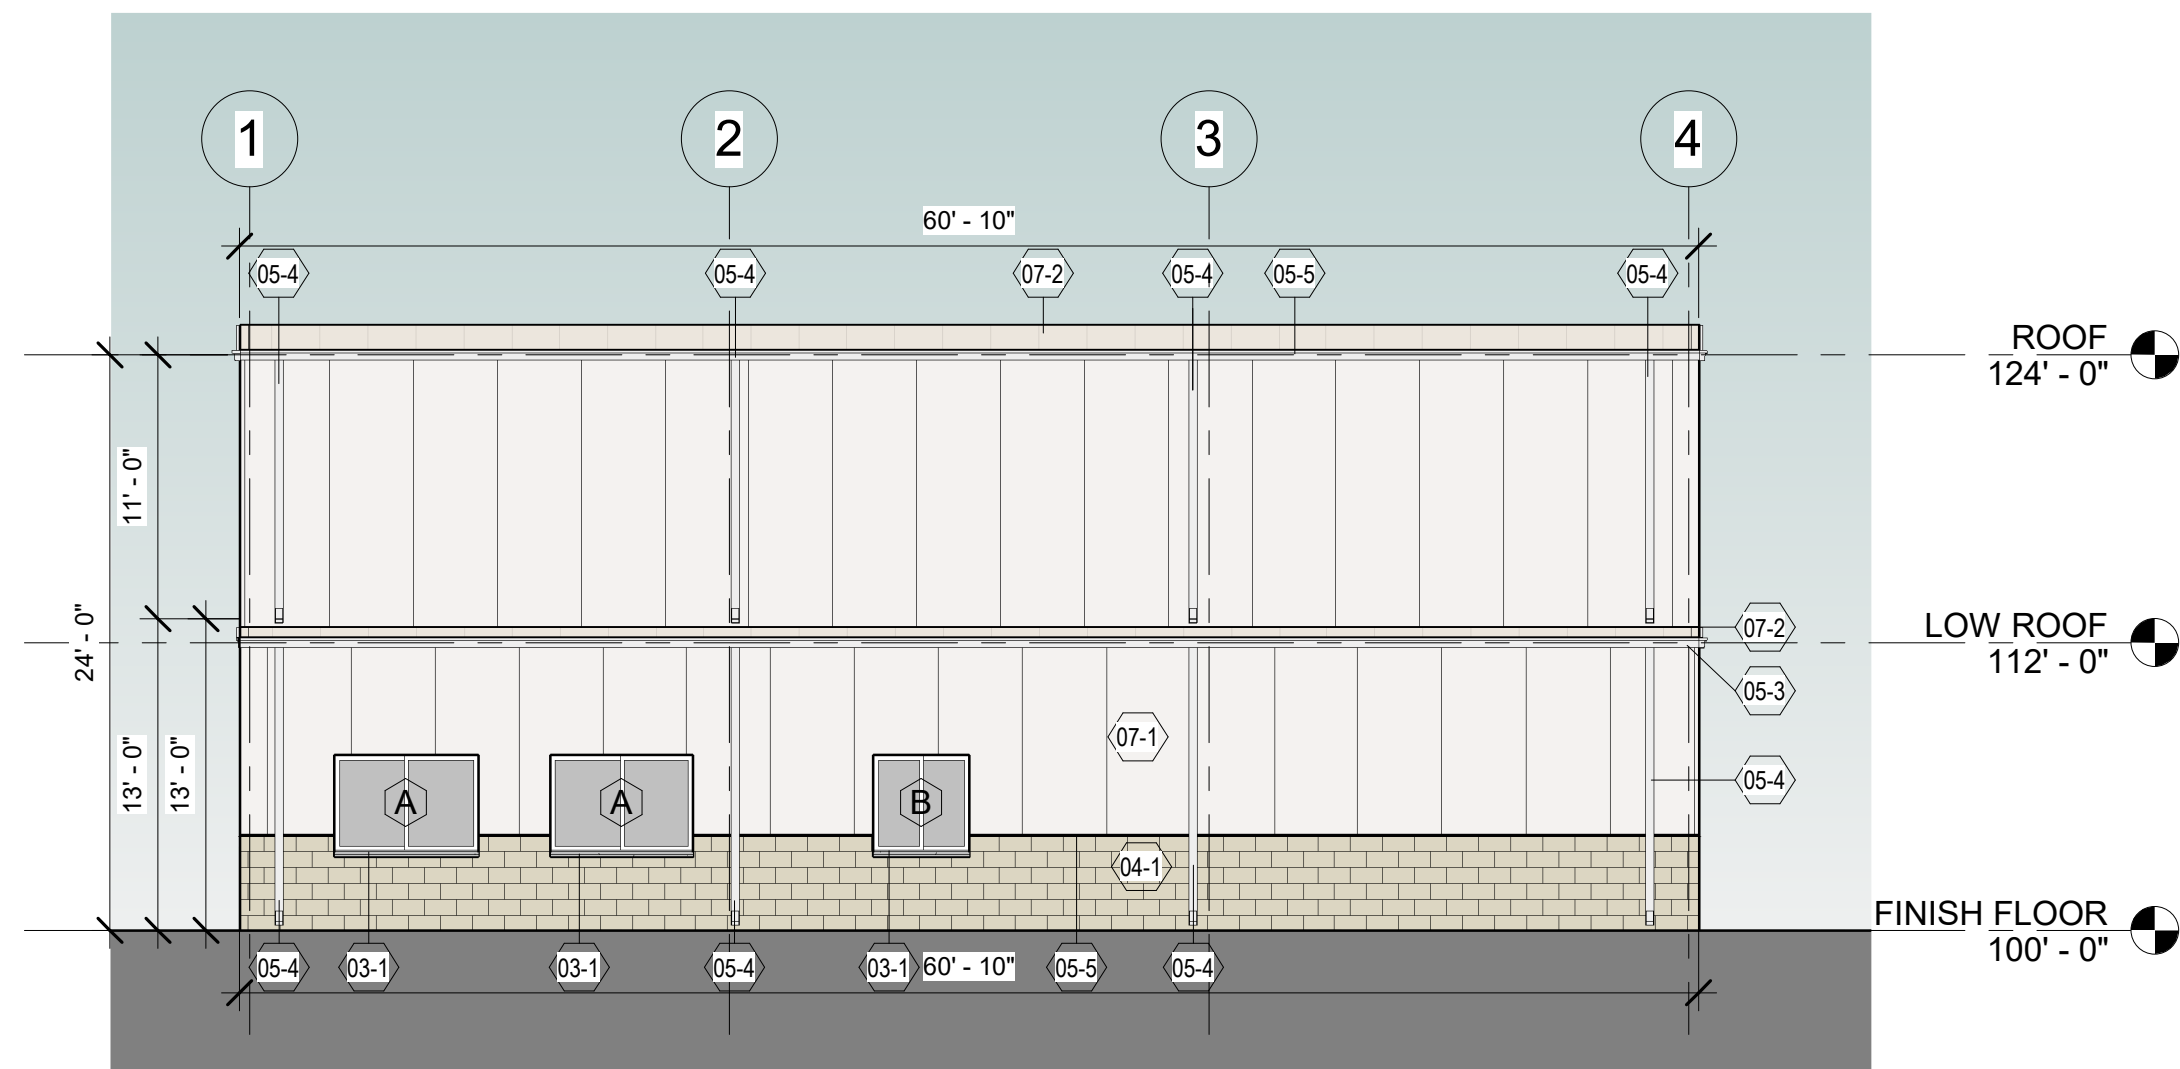 1
2
3
4
60' - 10"
05-4
05-4
07-2
05-4
05-5
05-4
ROOF
124' - 0"
11' - 0"
24' - 0"
07-2
LOW ROOF
112' - 0"
05-3
13' - 0"
13' - 0"
07-1
05-4
A
A
B
04-1
FINISH FLOOR
100' - 0"
05-4
03-1
03-1
05-4
03-1
60' - 10"
05-5
05-4